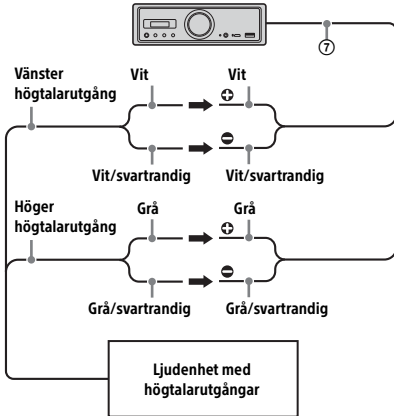 ⑦
Vänster
högtalarutgång
Vit
Vit
Vit/svartrandig
Vit/svartrandig
Höger
högtalarutgång
Grå
Grå
Grå/svartrandig
Grå/svartrandig
Ljudenhet med
högtalarutgångar